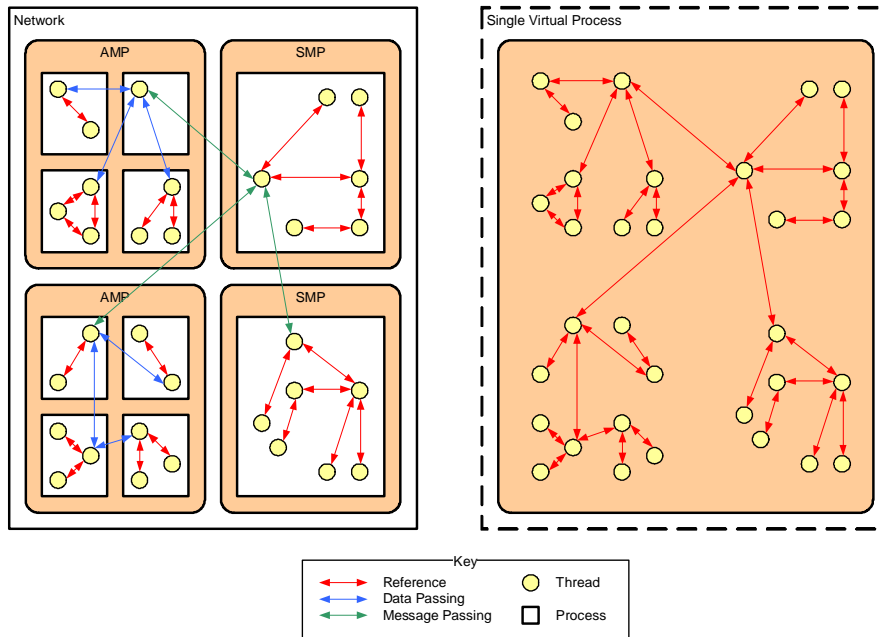 Network
Single Virtual Process
AMP
SMP
AMP
SMP
Key
Reference
Thread
Data Passing
Message Passing
Process